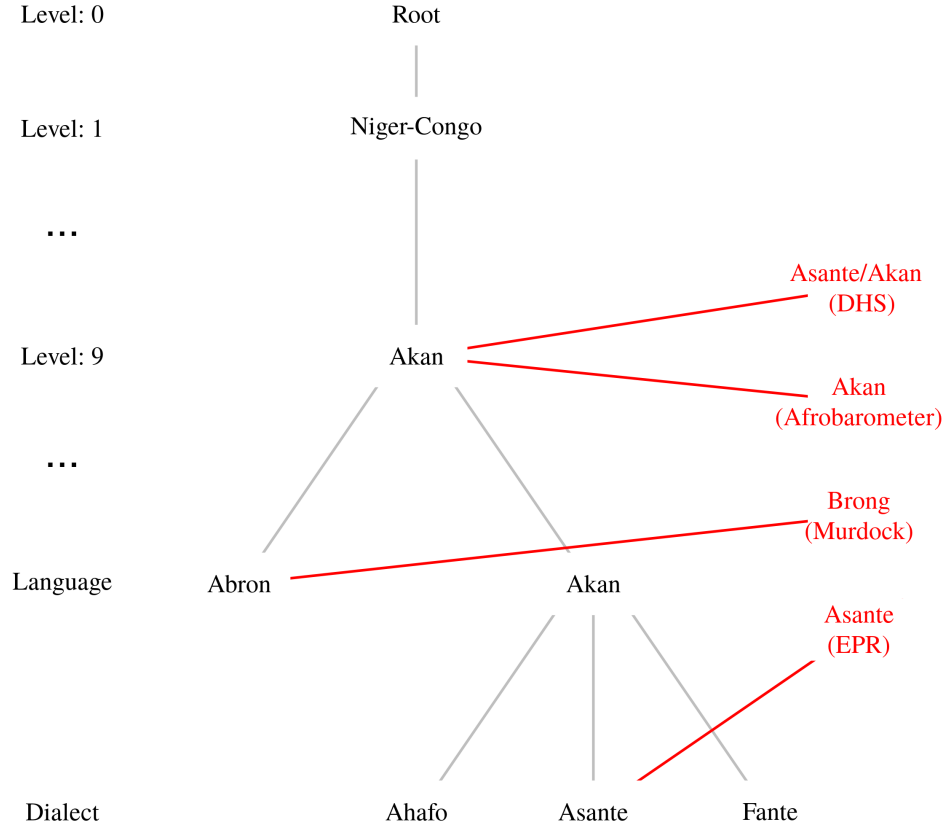 Level: 0 Root
Level: 1 Niger-Congo
...
Asante/Akan
(DHS)
Level: 9 Akan
Akan
(Afrobarometer)
...
Brong
(Murdock)
Language Abron Akan
Asante
(EPR)
Dialect Ahafo Asante Fante